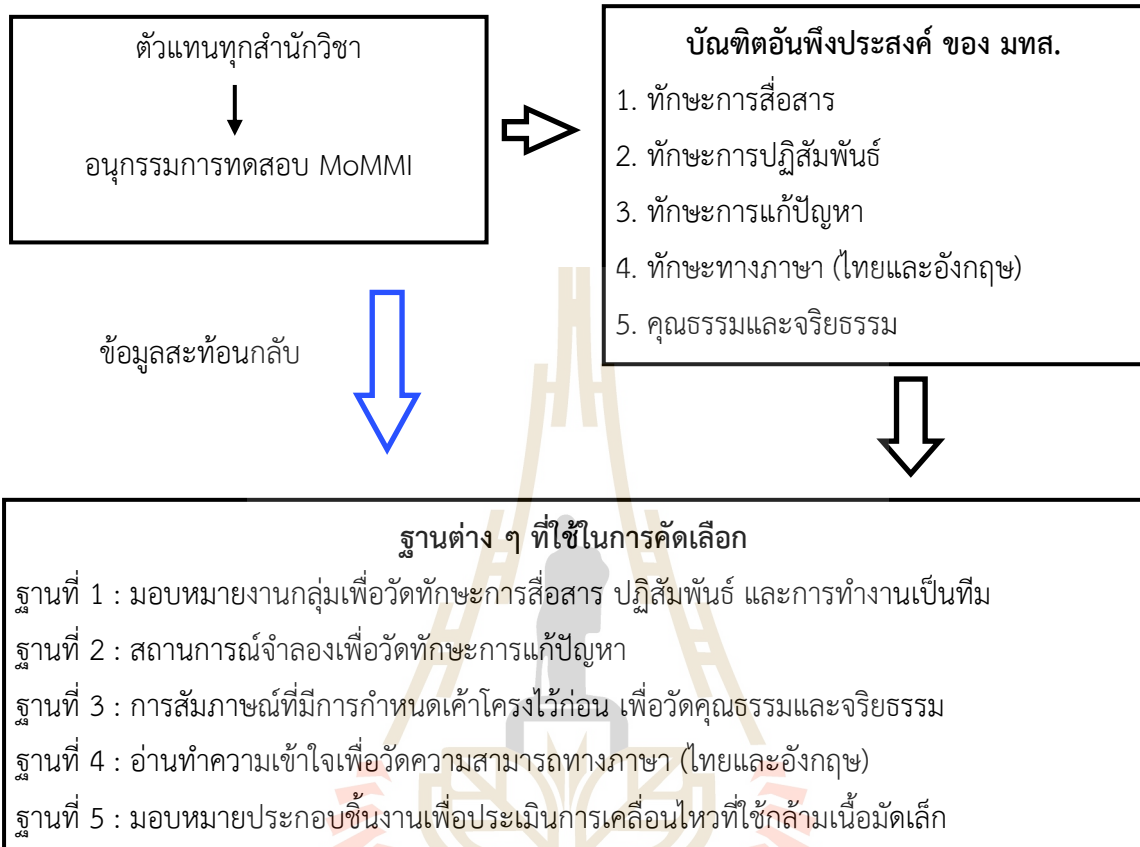 ตัวแทนทุกสำนักวิชา
อนุกรรมการทดสอบ MoMMI
บัณฑิตอันพึงประสงค์ ของ มทส.
1. ทักษะการสื่อสาร
2. ทักษะการปฏิสัมพันธ์
3. ทักษะการแก้ปัญหา
4. ทักษะทางภาษา (ไทยและอังกฤษ)
5. คุณธรรมและจริยธรรม
ข้อมูลสะท้อนกลับ
ฐานต่าง ๆ ที่ใช้ในการคัดเลือก
ฐานที่ 1 : มอบหมายงานกลุ่มเพื่อวัดทักษะการสื่อสาร ปฏิสัมพันธ์ และการทำงานเป็นทีม
ฐานที่ 2 : สถานการณ์จำลองเพื่อวัดทักษะการแก้ปัญหา
ฐานที่ 3 : การสัมภาษณ์ที่มีการกำหนดเค้าโครงไว้ก่อน เพื่อวัดคุณธรรมและจริยธรรม
ฐานที่ 4 : อ่านทำความเข้าใจเพื่อวัดความสามารถทางภาษา (ไทยและอังกฤษ)
ฐานที่ 5 : มอบหมายประกอบชิ้นงานเพื่อประเมินการเคลื่อนไหวที่ใช้กล้ามเนื้อมัดเล็ก